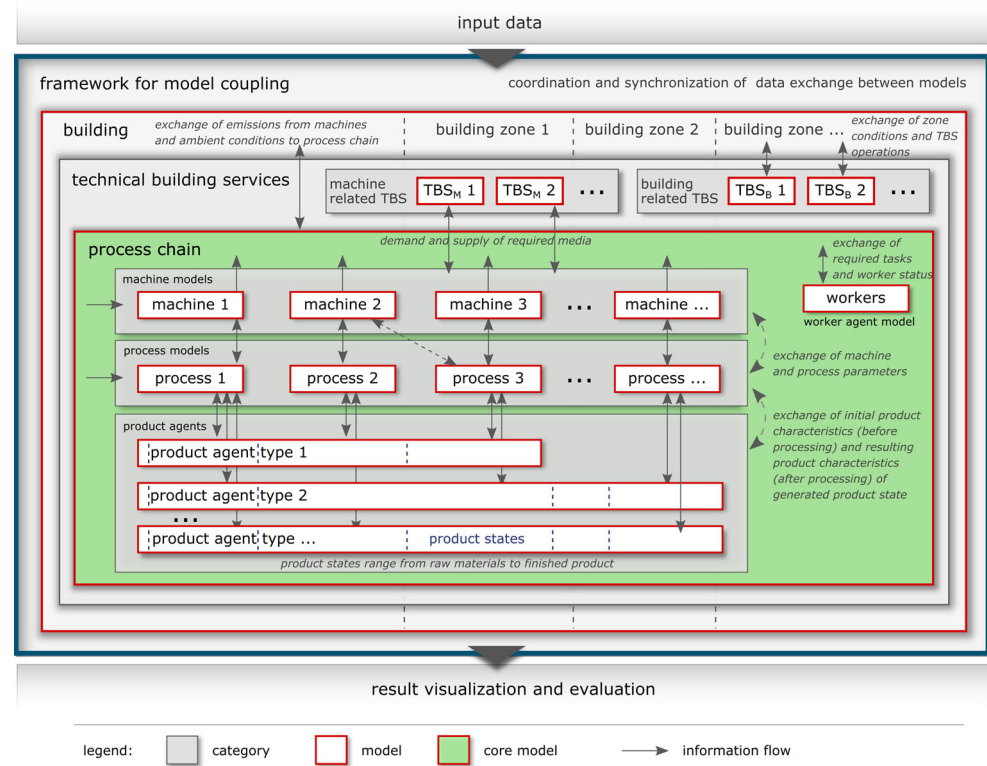 input data
framework for model coupling
coordination and synchronization of data exchange between models
building
exchange of emissions from machines
and ambient conditions to process chain
building zone 1
building zone 2
building zone ...
exchange of zone
conditions and TBS
operations
technical building services
machine
related TBS
TBSM 1
TBSM 2
...
building
related TBS
TBSB 1
TBSB 2
...
process chain
demand and supply of required media
exchange of
required tasks
and worker status
workers
worker agent model
machine models
machine 1
machine 2
machine 3
...
machine ...
process models
process 1
process 2
process 3
...
process ...
exchange of machine
and process parameters
product agents
product agent type 1
product agent type 2
...
product agent type ...
product states
product states range from raw materials to finished product
exchange of initial product
characteristics (before
processing) and resulting
product characteristics
(after processing) of
generated product state
result visualization and evaluation
legend:
category
model
core model
information flow